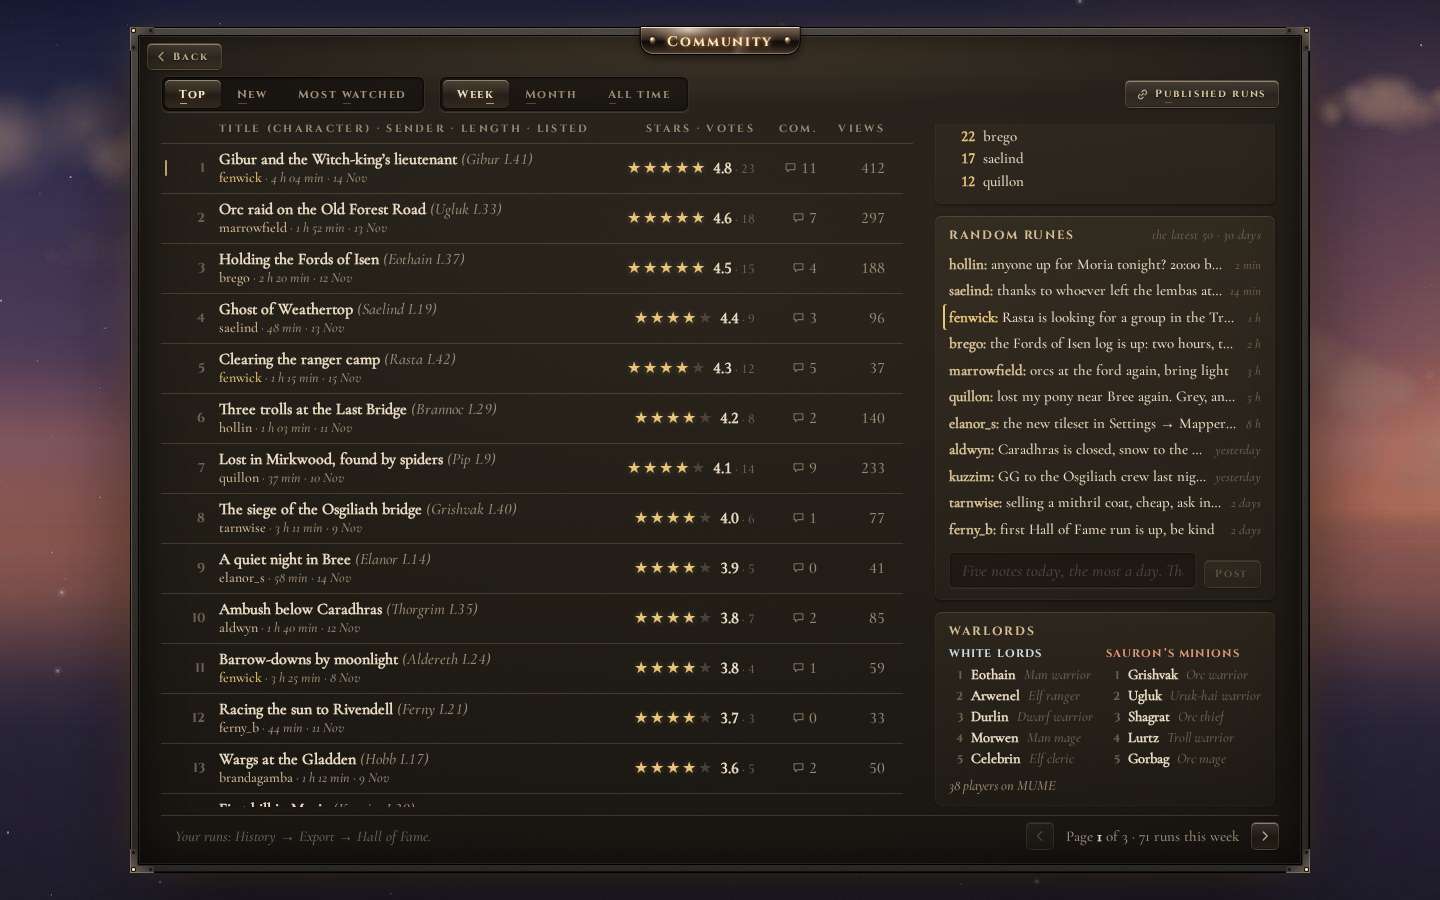 COMMUNITY
BACK
TOP NEW MOST WATCHED WEEK MONTH ALL TIME PUBLISHED RUNS
TITLE (CHARACTER) · SENDER · LENGTH · LISTED STARS · VOTES COM. VIEWS
1 Gibur and the Witch-king's lieutenant (Gibur L41) ★★★★★ 4.8 · 23 11 412
fenwick · 4 h 04 min · 14 Nov
2 Orc raid on the Old Forest Road (Ugluk L33) ★★★★★ 4.6 · 18 7 297
marrowfield · 1 h 52 min · 13 Nov
3 Holding the Fords of Isen (Eothain L37) ★★★★★ 4.5 · 15 4 188
brego · 2 h 20 min · 12 Nov
4 Ghost of Weathertop (Saelind L19) ★★★★★ 4.4 · 9 3 96
saelind · 48 min · 13 Nov
5 Clearing the ranger camp (Rasta L42) ★★★★★ 4.3 · 12 5 37
fenwick · 1 h 15 min · 15 Nov
6 Three trolls at the Last Bridge (Brannoc L29) ★★★★★ 4.2 · 8 2 140
hollin · 1 h 03 min · 11 Nov
7 Lost in Mirkwood, found by spiders (Pip L9) ★★★★★ 4.1 · 14 9 233
quillon · 37 min · 10 Nov
8 The siege of the Osgiliath bridge (Grishvak L40) ★★★★★ 4.0 · 6 1 77
tarnwise · 3 h 11 min · 9 Nov
9 A quiet night in Bree (Elanor L14) ★★★★★ 3.9 · 5 0 41
elanor_s · 58 min · 14 Nov
10 Ambush below Caradhras (Thorgrim L35) ★★★★★ 3.8 · 7 2 85
aldwyn · 1 h 40 min · 12 Nov
11 Barrow-downs by moonlight (Aldereth L24) ★★★★★ 3.8 · 4 1 59
fenwick · 3 h 25 min · 8 Nov
12 Racing the sun to Rivendell (Ferny L21) ★★★★★ 3.7 · 3 0 33
ferny_b · 44 min · 11 Nov
13 Wargs at the Gladden (Hobb L17) ★★★★★ 3.6 · 5 2 50
brandagamba · 1 h 12 min · 9 Nov
22 brego
17 saelind
12 quillon
RANDOM RUNES the latest 50 · 30 days
hollin: anyone up for Moria tonight? 20:00 b... 2 min
saelind: thanks to whoever left the lembas at... 14 min
fenwick: Rasta is looking for a group in the Tr... 1 h
brego: the Fords of Isen log is up: two hours, t... 2 h
marrowfield: orcs at the ford again, bring light 3 h
quillon: lost my pony near Bree again. Grey, an... 5 h
elanor_s: the new tileset in Settings → Mapper... 8 h
aldwyn: Caradhras is closed, snow to the ... yesterday
kuzzim: GG to the Osgiliath crew last nig... yesterday
tarnwise: selling a mithril coat, cheap, ask in... 2 days
ferny_b: first Hall of Fame run is up, be kind 2 days
Five notes today, the most a day. Th POST
WARLORDS
WHITE LORDS SAURON'S MINIONS
1 Eothain Man warrior 1 Grishvak Orc warrior
2 Arwenel Elf ranger 2 Ugluk Uruk-hai warrior
3 Durlin Dwarf warrior 3 Shagrat Orc thief
4 Morwen Man mage 4 Lurtz Troll warrior
5 Celebrin Elf cleric 5 Gorbag Orc mage
38 players on MUME
Your runs: History → Export → Hall of Fame. Page 1 of 3 · 71 runs this week